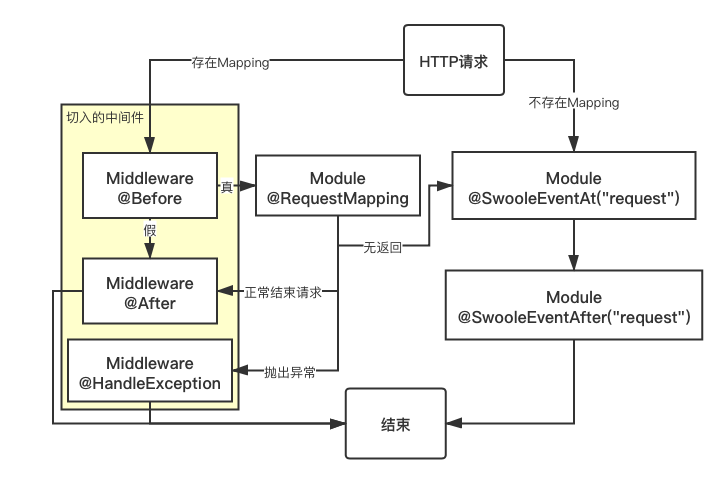 HTTP请求
存在Mapping
不存在Mapping
切入的中间件
Middleware
@Before
真
Module
@RequestMapping
Module
@SwooleEventAt("request")
假
无返回
Middleware
@After
正常结束请求
Module
@SwooleEventAfter("request")
Middleware
@HandleException
抛出异常
结束